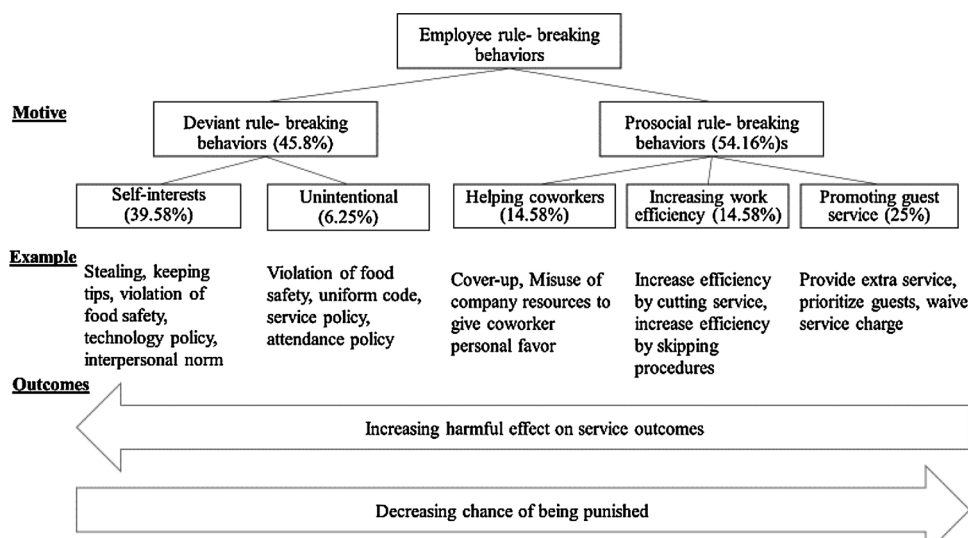 Employee rule- breaking
behaviors
Motive
Deviant rule- breaking
behaviors (45.8%)
Prosocial rule-breaking
behaviors (54.16%)s
Self-interests
(39.58%)
Unintentional
(6.25%)
Helping coworkers
(14.58%)
Increasing work
efficiency (14.58%)
Promoting guest
service (25%)
Example
Stealing, keeping
tips, violation of
food safety,
technology policy,
interpersonal norm
Violation of food
safety, uniform code,
service policy,
attendance policy
Cover-up, Misuse of
company resources to
give coworker
personal favor
Increase efficiency
by cutting service,
increase efficiency
by skipping
procedures
Provide extra service,
prioritize guests, waive
service charge
Outcomes
Increasing harmful effect on service outcomes
Decreasing chance of being punished